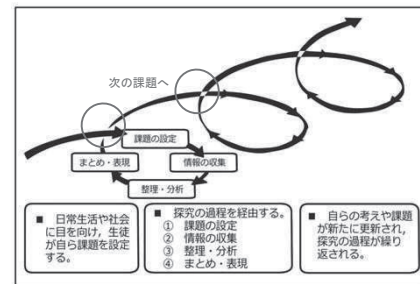 次の課題へ
課題の設定
まとめ・表現
情報の収集
整理・分析
■ 日常生活や社会
に目を向け，生徒
が自ら課題を設定
する。
■ 探究の過程を経由する。
① 課題の設定
② 情報の収集
③ 整理・分析
④ まとめ・表現
■ 自らの考えや課題
が新たに更新され，
探究の過程が繰り
返される。